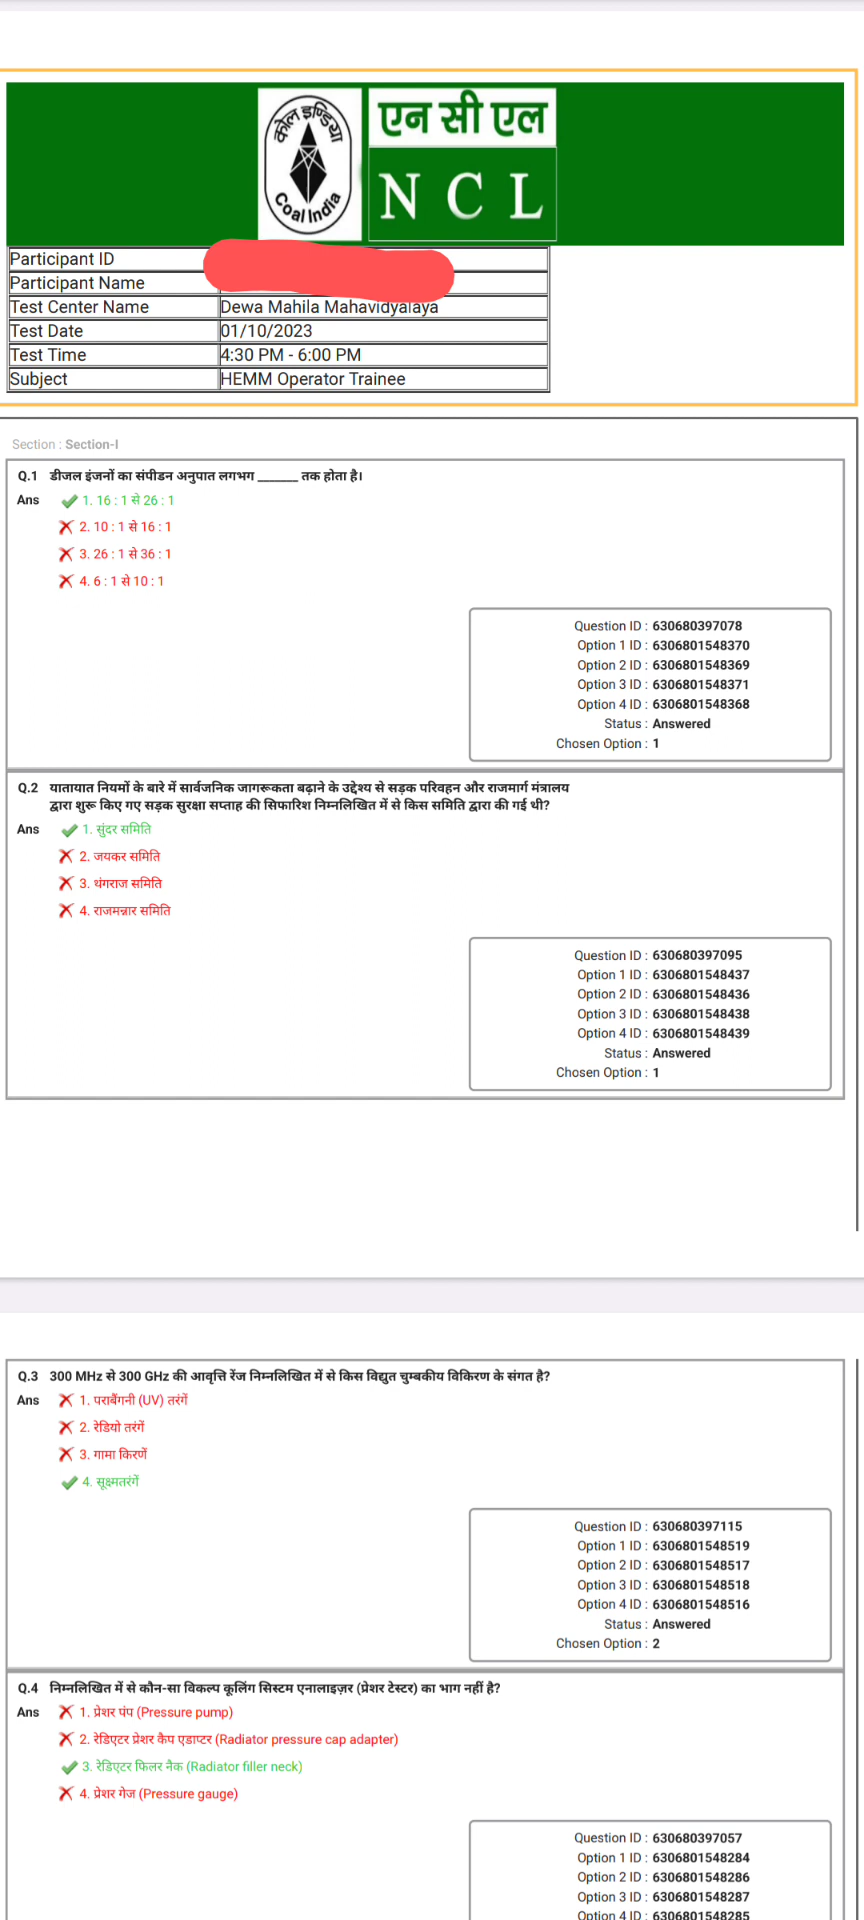 कोल इण्डिया
Coal India
एन सी एल
N C L
Participant ID
Participant Name
Test Center Name Dewa Mahila Mahavidyalaya
Test Date 01/10/2023
Test Time 4:30 PM - 6:00 PM
Subject HEMM Operator Trainee
Section : Section-I
Q.1 डीजल इंजनों का संपीडन अनुपात लगभग ______ तक होता है।
Ans 1. 16 : 1 से 26 : 1
2. 10 : 1 से 16 : 1
3. 26 : 1 से 36 : 1
4. 6 : 1 से 10 : 1
Question ID : 630680397078
Option 1 ID : 6306801548370
Option 2 ID : 6306801548369
Option 3 ID : 6306801548371
Option 4 ID : 6306801548368
Status : Answered
Chosen Option : 1
Q.2 यातायात नियमों के बारे में सार्वजनिक जागरूकता बढ़ाने के उद्देश्य से सड़क परिवहन और राजमार्ग मंत्रालय
द्वारा शुरू किए गए सड़क सुरक्षा सप्ताह की सिफारिश निम्नलिखित में से किस समिति द्वारा की गई थी?
Ans 1. सुंदर समिति
2. जयकर समिति
3. थंगराज समिति
4. राजमन्नार समिति
Question ID : 630680397095
Option 1 ID : 6306801548437
Option 2 ID : 6306801548436
Option 3 ID : 6306801548438
Option 4 ID : 6306801548439
Status : Answered
Chosen Option : 1
Q.3 300 MHz से 300 GHz की आवृत्ति रेंज निम्नलिखित में से किस विद्युत चुम्बकीय विकिरण के संगत है?
Ans 1. पराबैंगनी (UV) तरंगें
2. रेडियो तरंगें
3. गामा किरणें
4. सूक्ष्मतरंगें
Question ID : 630680397115
Option 1 ID : 6306801548519
Option 2 ID : 6306801548517
Option 3 ID : 6306801548518
Option 4 ID : 6306801548516
Status : Answered
Chosen Option : 2
Q.4 निम्नलिखित में से कौन-सा विकल्प कूलिंग सिस्टम एनालाइज़र (प्रेशर टेस्टर) का भाग नहीं है?
Ans 1. प्रेशर पंप (Pressure pump)
2. रेडिएटर प्रेशर कैप एडाप्टर (Radiator pressure cap adapter)
3. रेडिएटर फिलर नैक (Radiator filler neck)
4. प्रेशर गेज (Pressure gauge)
Question ID : 630680397057
Option 1 ID : 6306801548284
Option 2 ID : 6306801548286
Option 3 ID : 6306801548287
Option 4 ID : 6306801548285